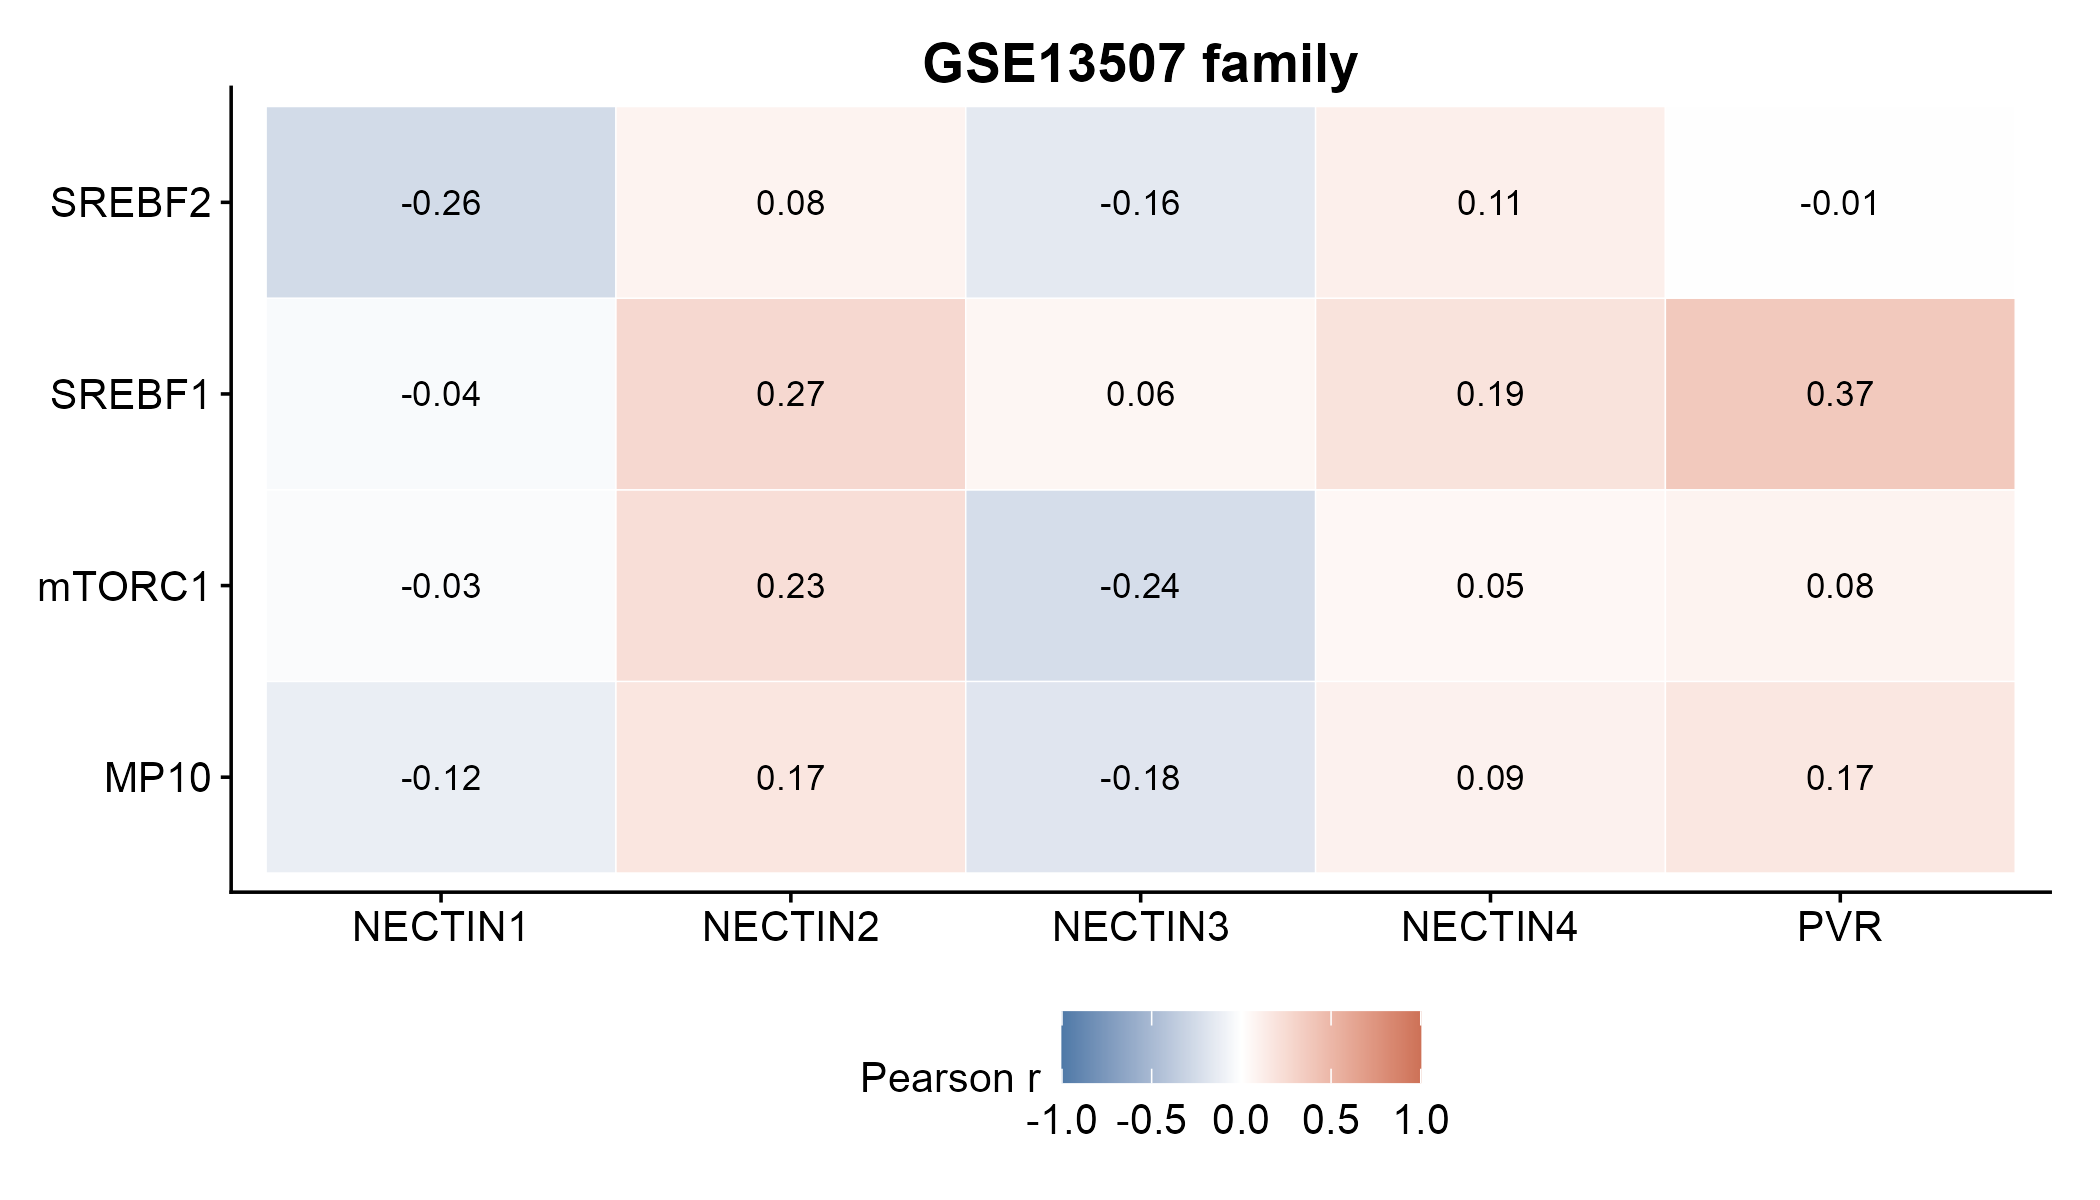 GSE13507 family
SREBF2 -0.26 0.08 -0.16 0.11 -0.01
SREBF1 -0.04 0.27 0.06 0.19 0.37
mTORC1 -0.03 0.23 -0.24 0.05 0.08
MP10 -0.12 0.17 -0.18 0.09 0.17
NECTIN1 NECTIN2 NECTIN3 NECTIN4 PVR
Pearson r
-1.0 -0.5 0.0 0.5 1.0